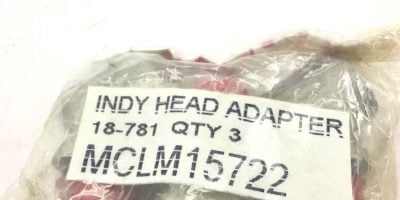 INDY HEAD ADAPTER
18-781 QTY 3
MCLM15722